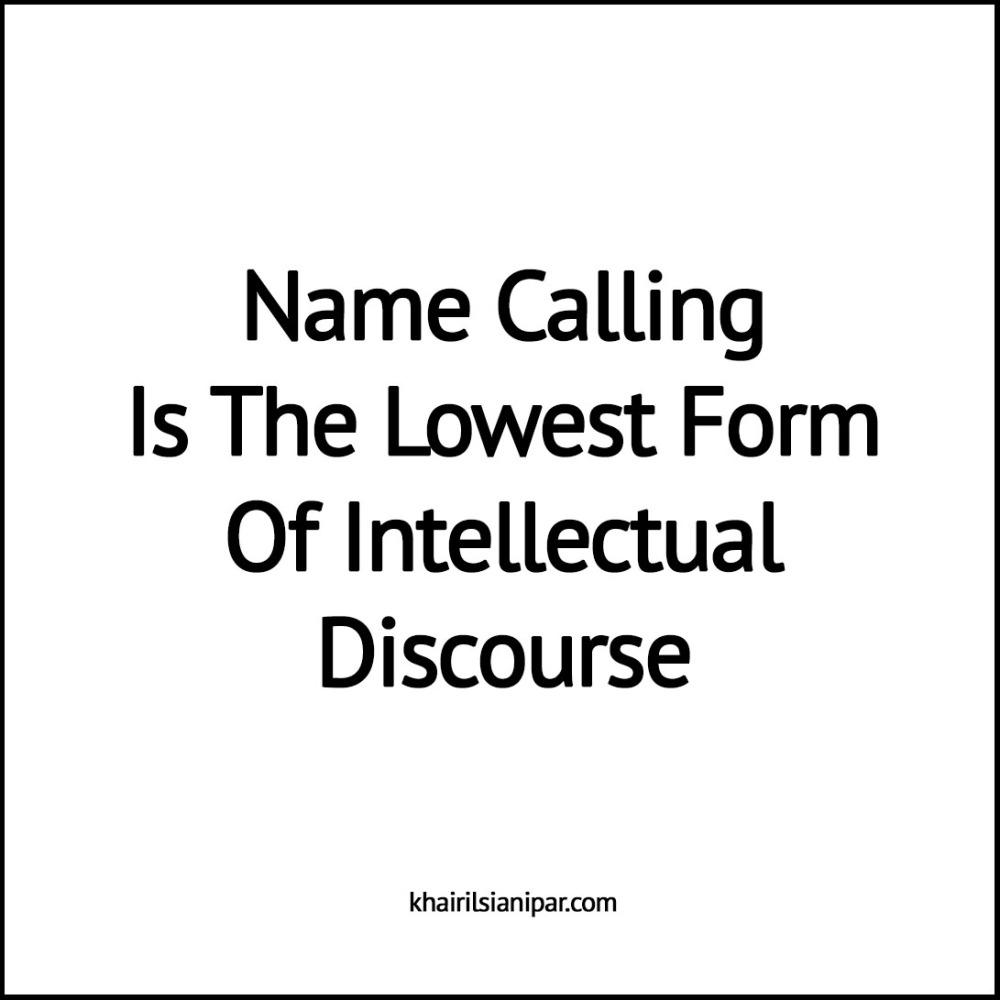 Name Calling
Is The Lowest Form
Of Intellectual
Discourse
khairilsianipar.com